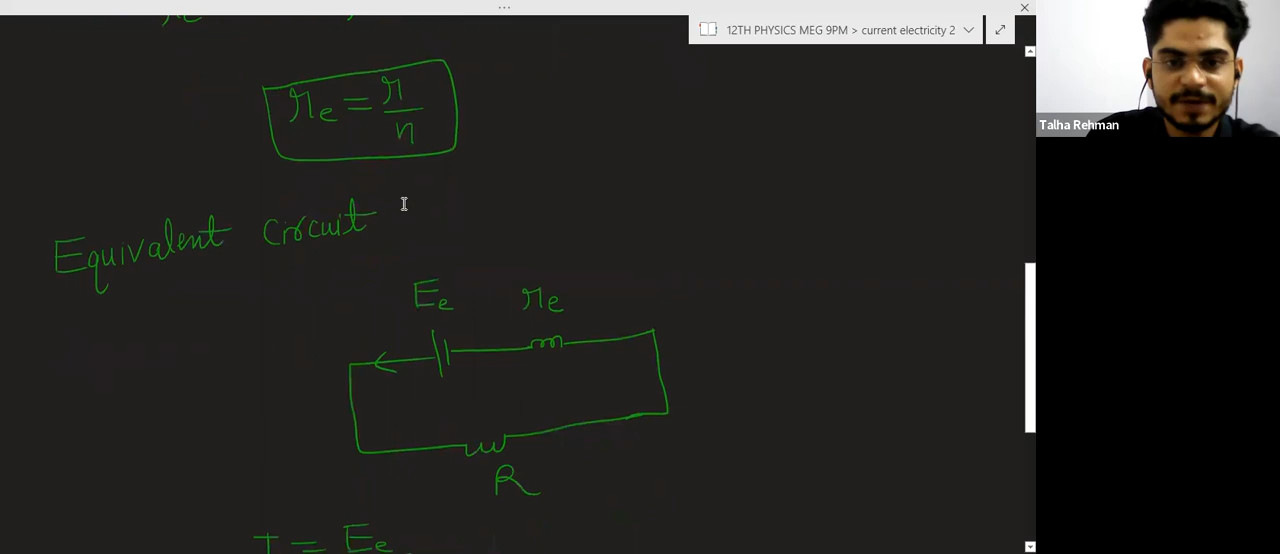 12TH PHYSICS MEG 9PM > current electricity 2
Talha Rehman
re = r/n
Equivalent Circuit
Ee re
R
I = Ee